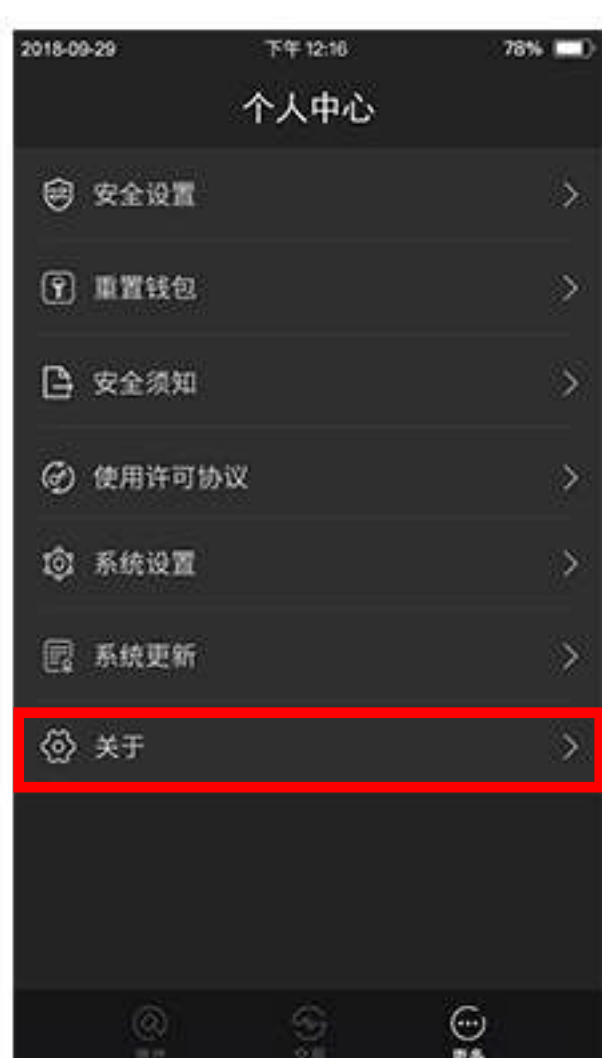 2018-09-29 下午 12:16 78%
个人中心
安全设置
重置钱包
安全须知
使用许可协议
系统设置
系统更新
关于